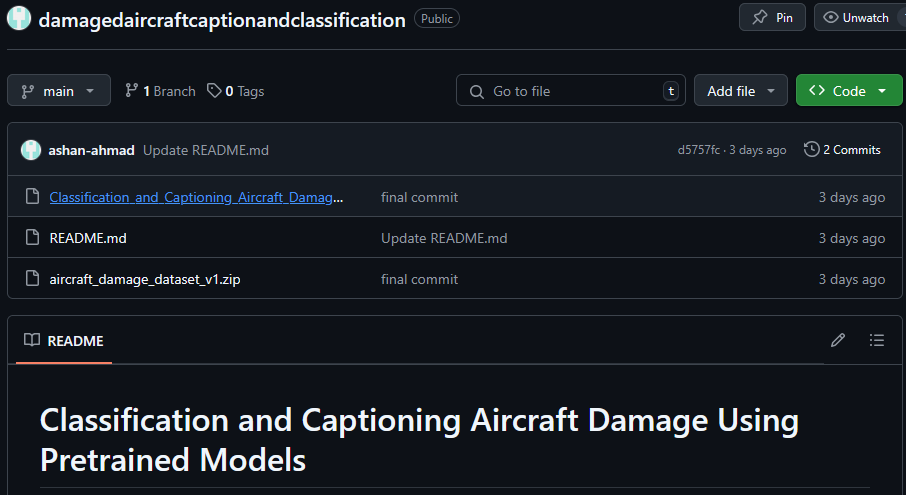 damagedaircraftcaptionandclassification Public Pin Unwatch
main 1 Branch 0 Tags Go to file t Add file Code
ashan-ahmad Update README.md d5757fc · 3 days ago 2 Commits
Classification_and_Captioning_Aircraft_Damag... final commit 3 days ago
README.md Update README.md 3 days ago
aircraft_damage_dataset_v1.zip final commit 3 days ago
README
Classification and Captioning Aircraft Damage Using
Pretrained Models